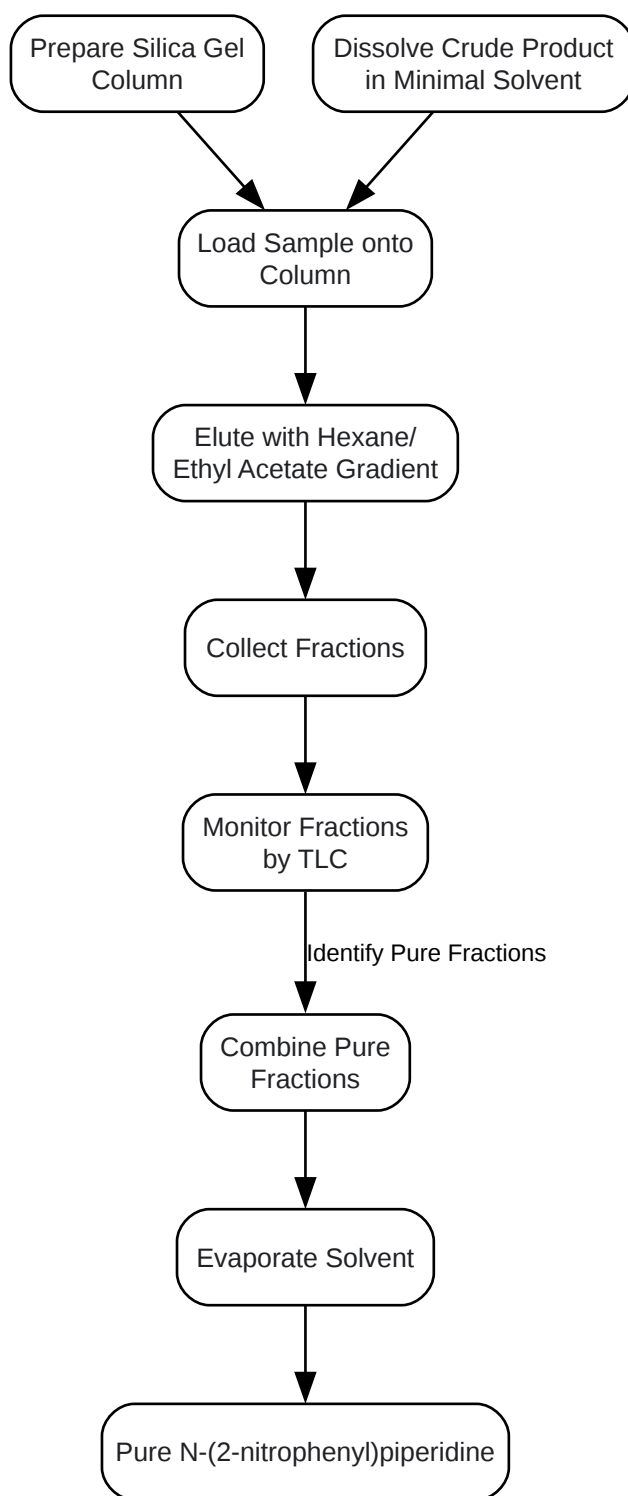 Prepare Silica Gel
Column
Dissolve Crude Product
in Minimal Solvent
Load Sample onto
Column
Elute with Hexane/
Ethyl Acetate Gradient
Collect Fractions
Monitor Fractions
by TLC
Identify Pure Fractions
Combine Pure
Fractions
Evaporate Solvent
Pure N-(2-nitrophenyl)piperidine